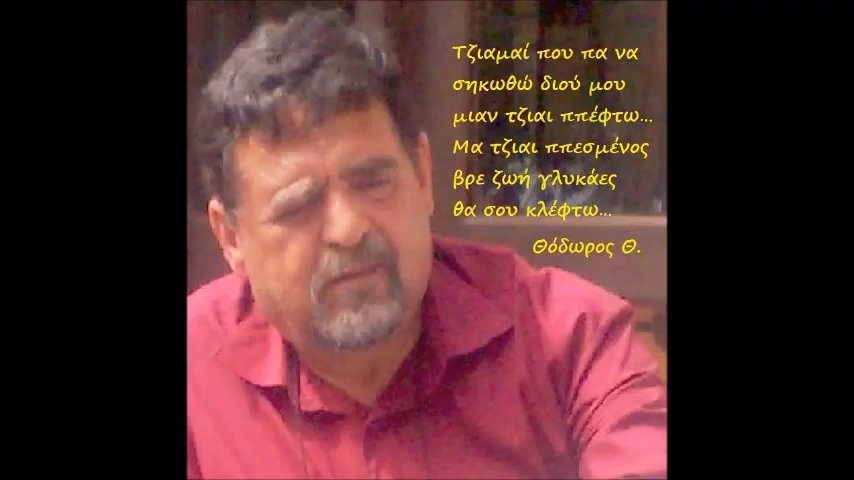 Τζιαμαί που πα να
σηκωθώ διού μου
μιαν τζιαι ππέφτω...
Μα τζιαι ππεσμένος
βρε ζωή γλυκάες
θα σου κλέφτω...
Θόδωρος Θ.